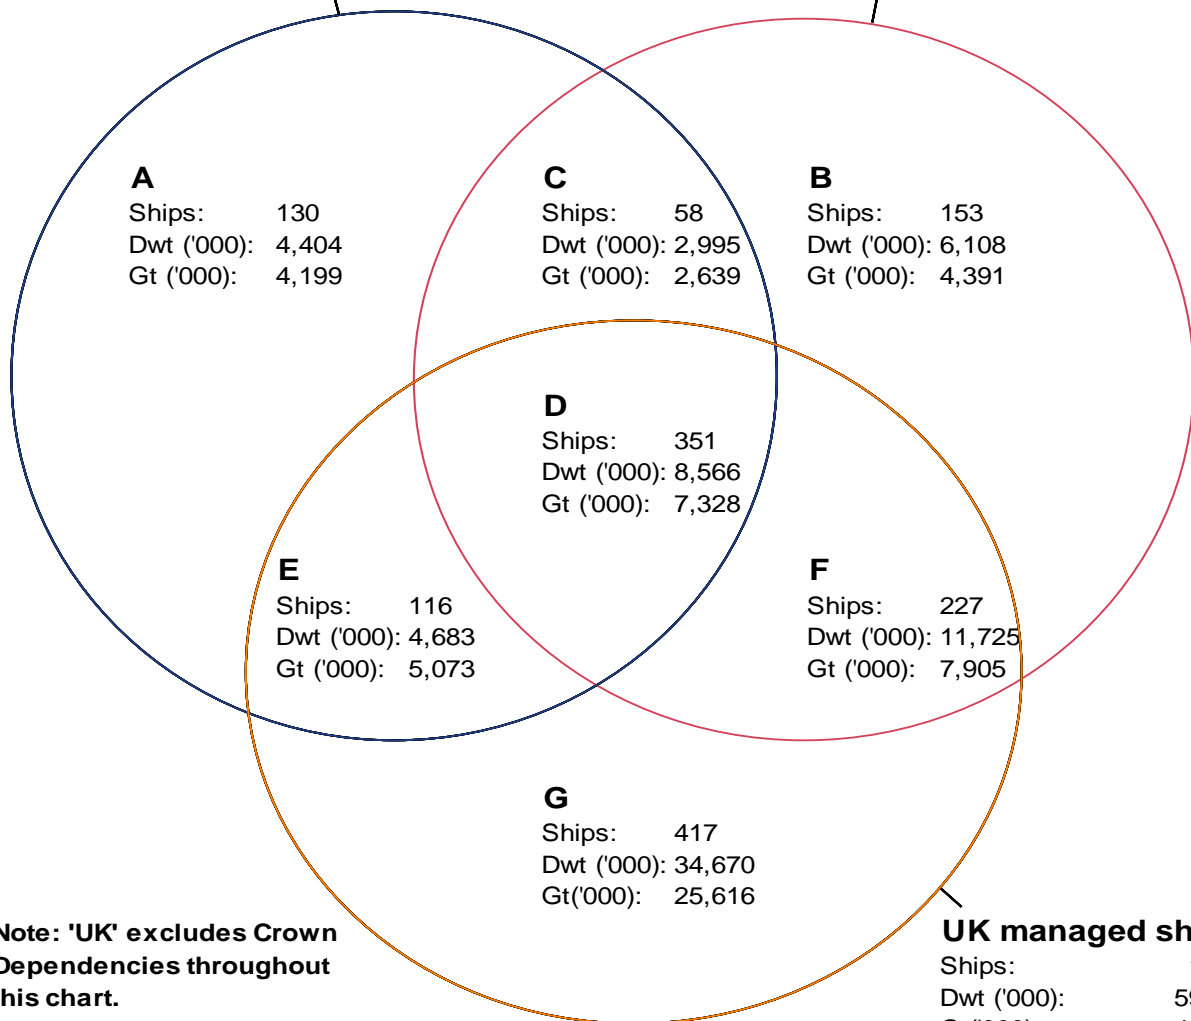 A
Ships: 130
Dwt ('000): 4,404
Gt ('000): 4,199
C
Ships: 58
Dwt ('000): 2,995
Gt ('000): 2,639
B
Ships: 153
Dwt ('000): 6,108
Gt ('000): 4,391
D
Ships: 351
Dwt ('000): 8,566
Gt ('000): 7,328
E
Ships: 116
Dwt ('000): 4,683
Gt ('000): 5,073
F
Ships: 227
Dwt ('000): 11,725
Gt ('000): 7,905
G
Ships: 417
Dwt ('000): 34,670
Gt('000): 25,616
Note: 'UK' excludes Crown
Dependencies throughout
this chart.
UK managed sh
Ships:
Dwt ('000): 59